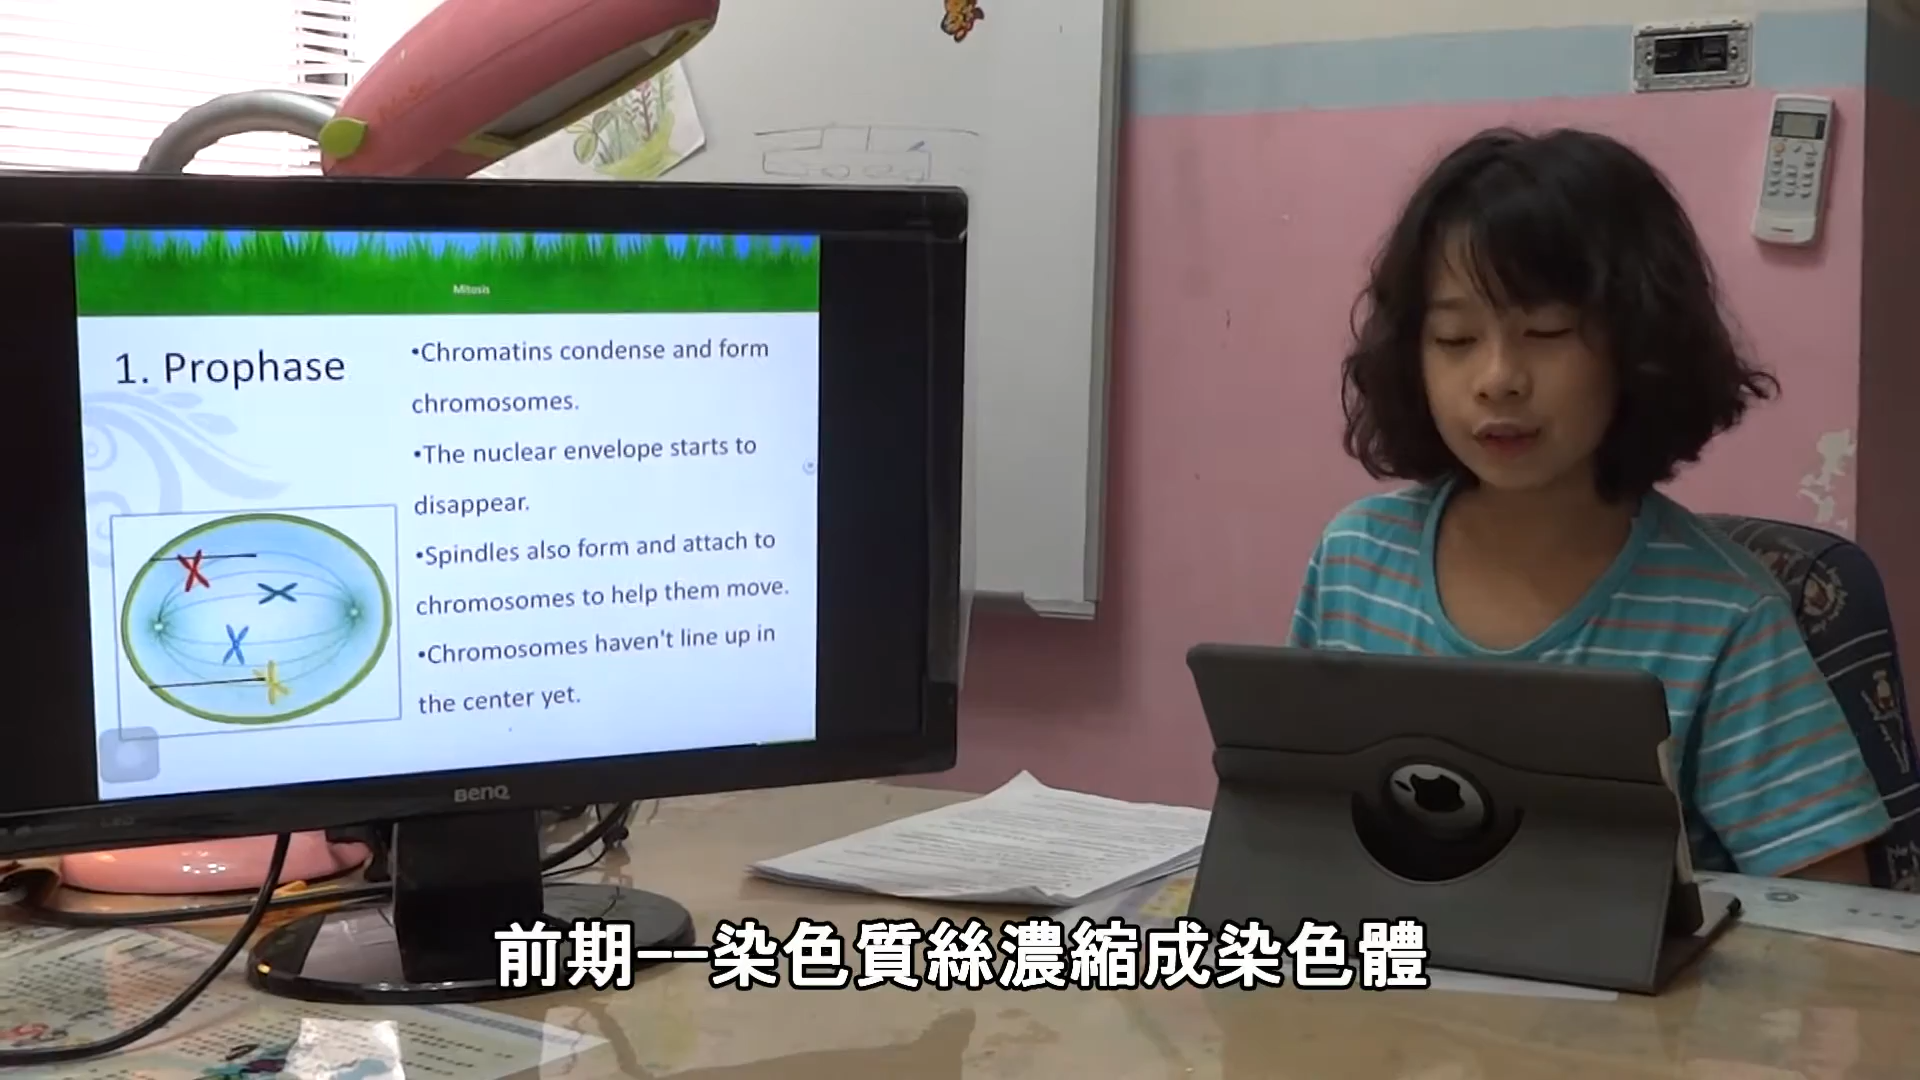 Mitosis
1. Prophase
•Chromatins condense and form
chromosomes.
•The nuclear envelope starts to
disappear.
•Spindles also form and attach to
chromosomes to help them move.
•Chromosomes haven't line up in
the center yet.
BenQ
前期--染色質絲濃縮成染色體